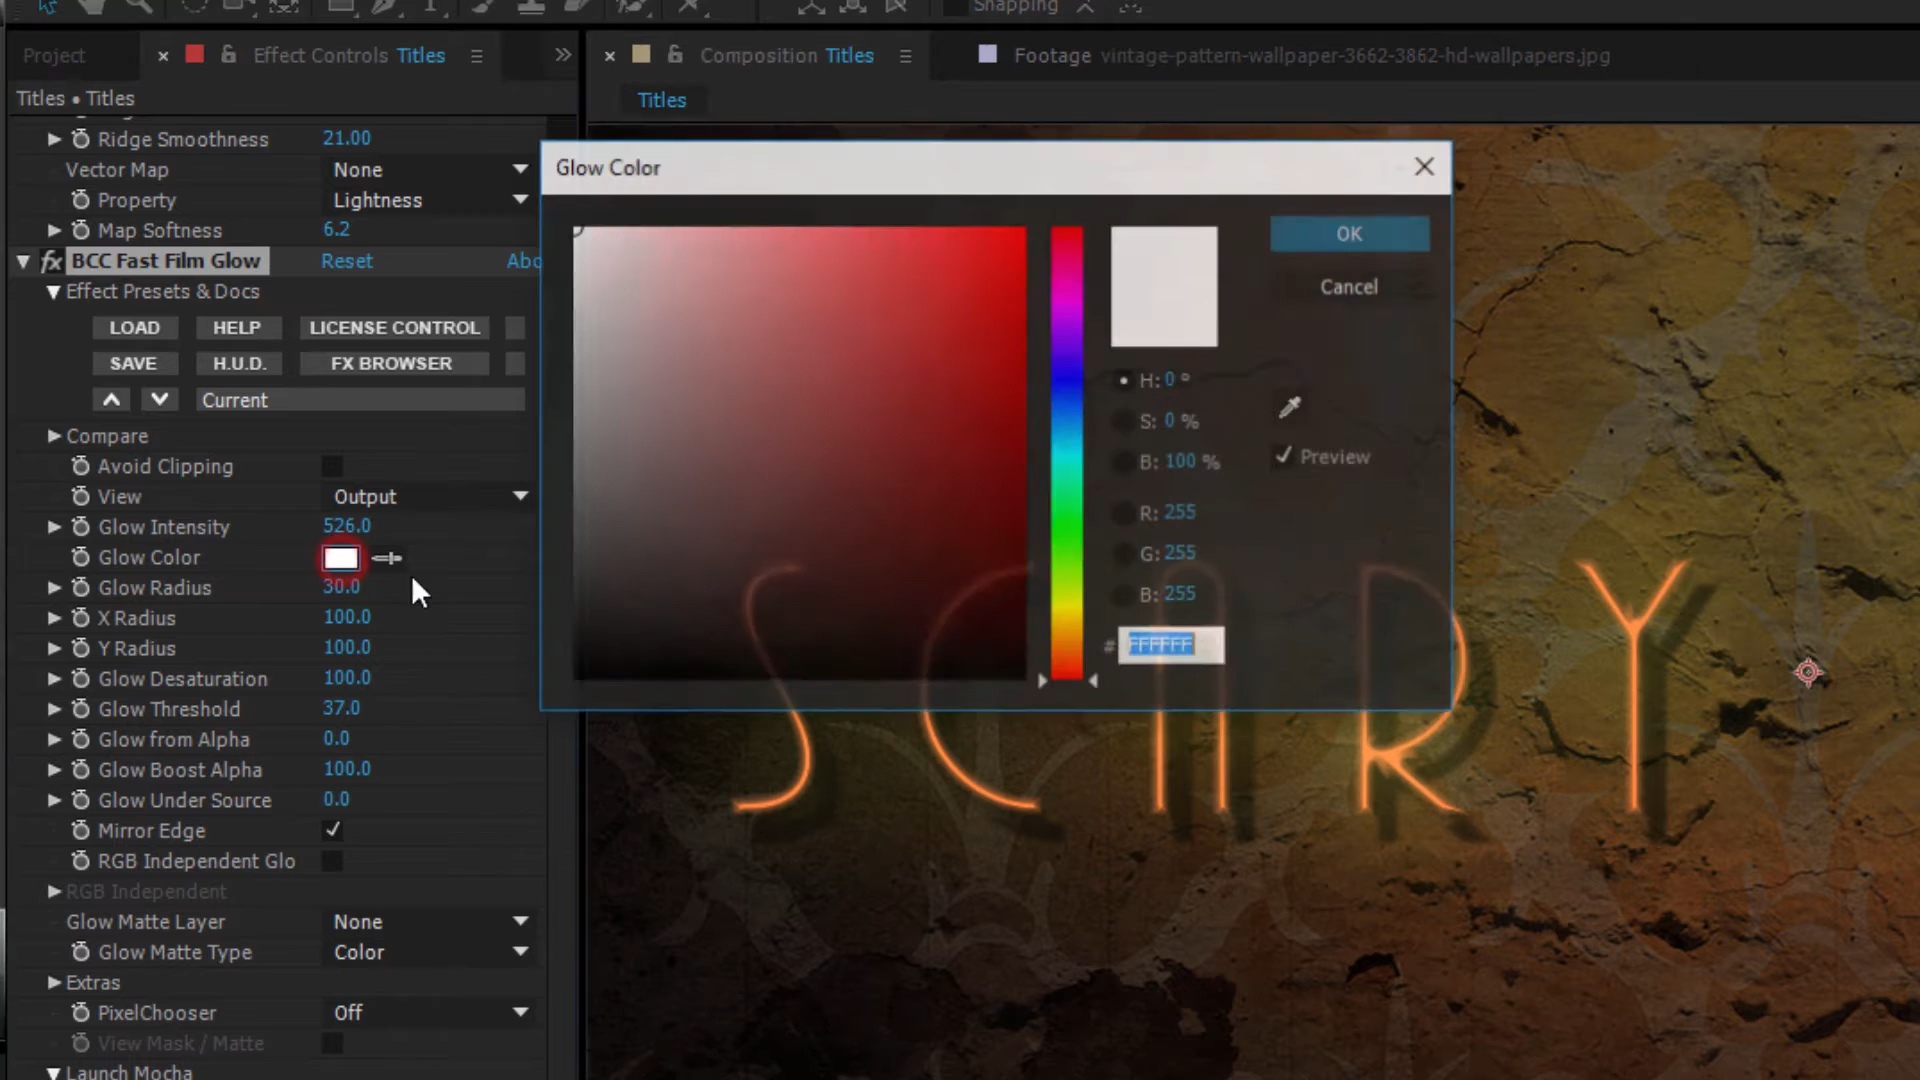 Snapping
Project
Effect Controls Titles
Composition Titles
Footage vintage-pattern-wallpaper-3662-3862-hd-wallpapers.jpg
Titles • Titles
Titles
Ridge Smoothness 21.00
Vector Map None
Property Lightness
Map Softness 6.2
fx BCC Fast Film Glow Reset Abo
Effect Presets & Docs
LOAD HELP LICENSE CONTROL
SAVE H.U.D. FX BROWSER
Current
Compare
Avoid Clipping
View Output
Glow Intensity 526.0
Glow Color
Glow Radius 30.0
X Radius 100.0
Y Radius 100.0
Glow Desaturation 100.0
Glow Threshold 37.0
Glow from Alpha 0.0
Glow Boost Alpha 100.0
Glow Under Source 0.0
Mirror Edge
RGB Independent Glo
RGB Independent
Glow Matte Layer None
Glow Matte Type Color
Extras
PixelChooser Off
View Mask / Matte
Launch Mocha
Glow Color
OK
Cancel
H: 0 °
S: 0 %
B: 100 %
Preview
R: 255
G: 255
B: 255
# FFFFFF
SCARY